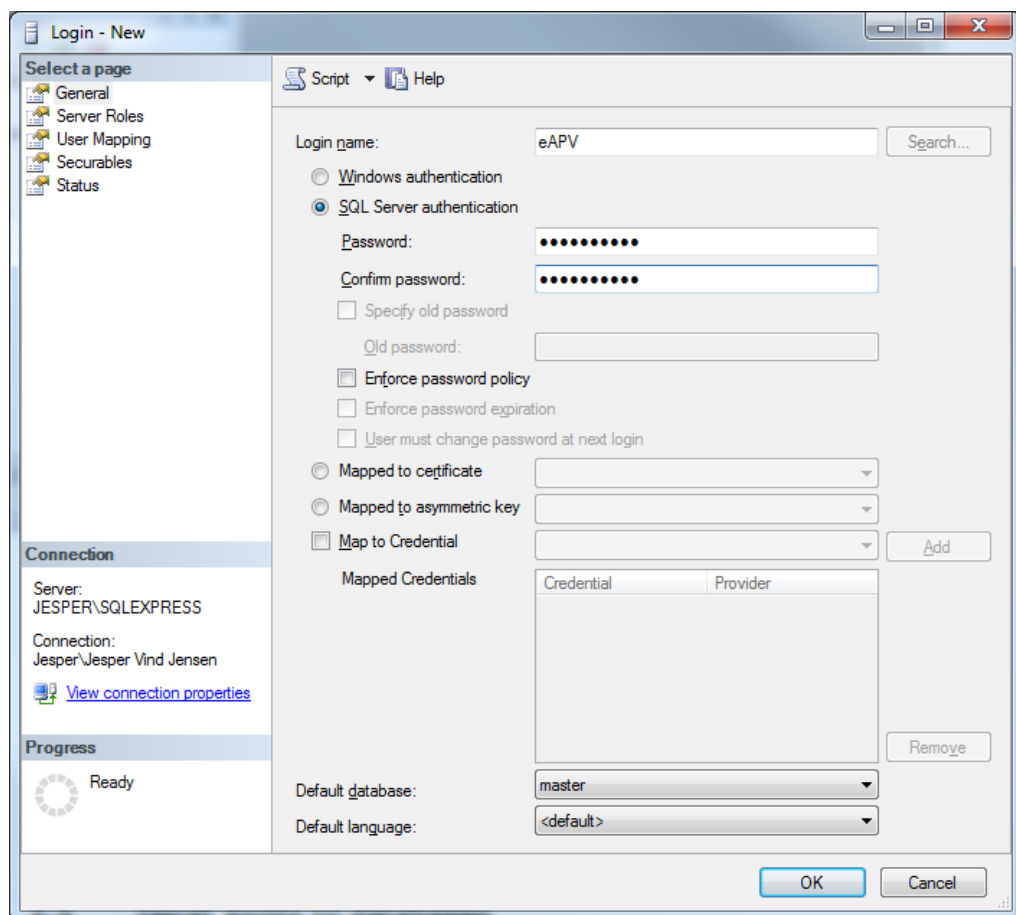 Login - New
Select a page
General
Server Roles
User Mapping
Securables
Status
Script Help
Login name: eAPV Search...
Windows authentication
SQL Server authentication
Password: ●●●●●●●●●●
Confirm password: ●●●●●●●●●●
Specify old password
Old password:
Enforce password policy
Enforce password expiration
User must change password at next login
Mapped to certificate
Mapped to asymmetric key
Map to Credential Add
Mapped Credentials Credential Provider
Remove
Default database: master
Default language: <default>
Connection
Server:
JESPER\SQLEXPRESS
Connection:
Jesper\Jesper Vind Jensen
View connection properties
Progress
Ready
OK Cancel